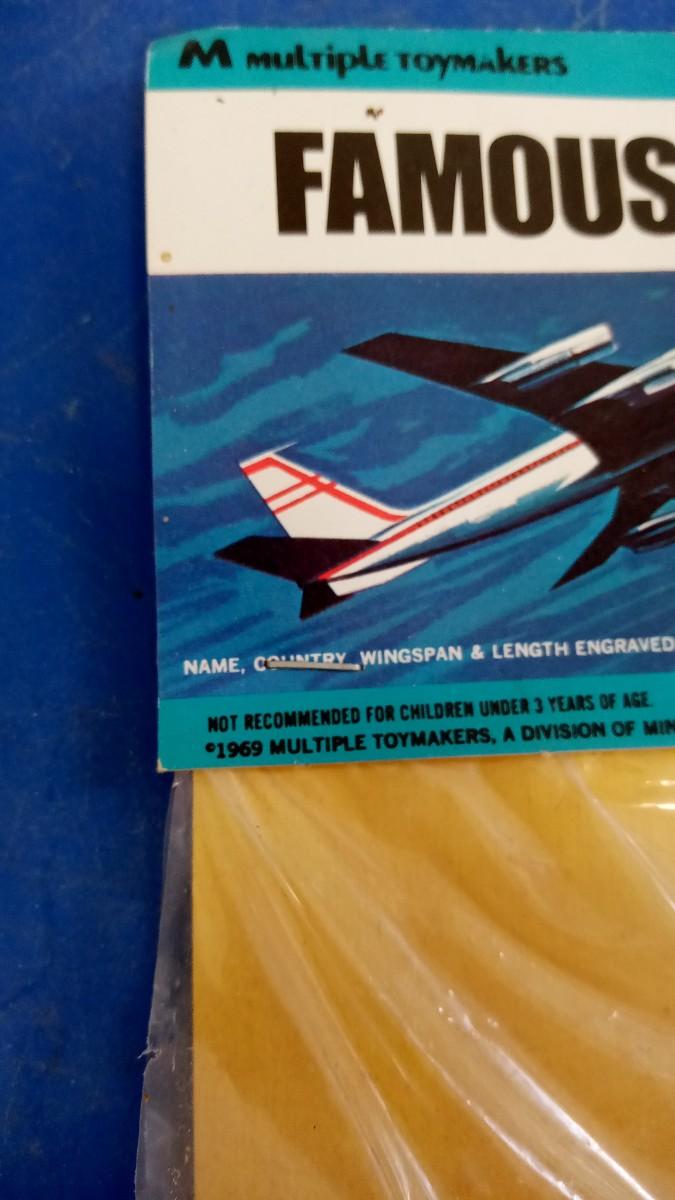 M MULTIPLE TOYMAKERS
FAMOUS
NAME, COUNTRY, WINGSPAN & LENGTH ENGRAVED
NOT RECOMMENDED FOR CHILDREN UNDER 3 YEARS OF AGE.
©1969 MULTIPLE TOYMAKERS, A DIVISION OF MIN